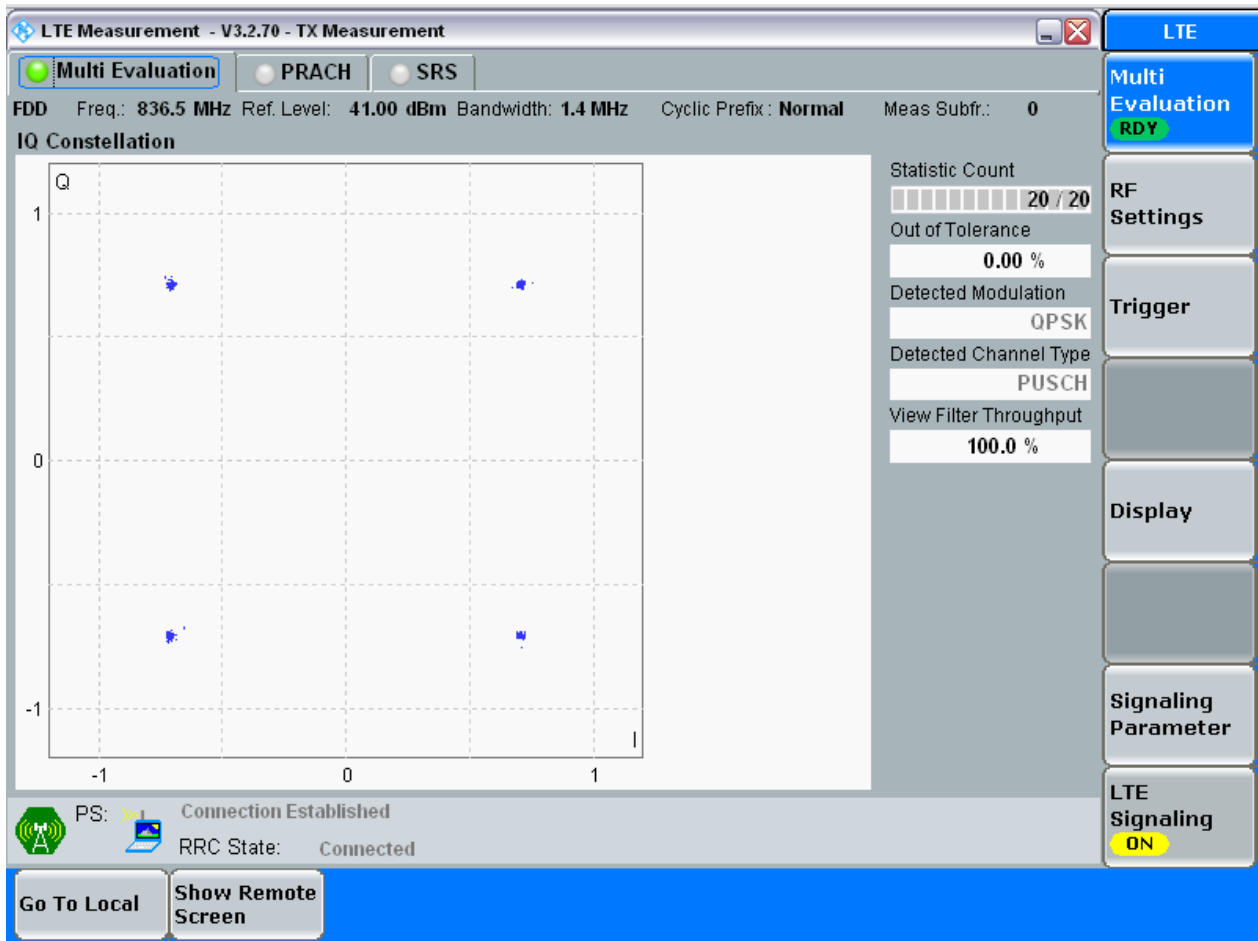 LTE Measurement - V3.2.70 - TX Measurement
LTE
Multi Evaluation
PRACH
SRS
FDD Freq.: 836.5 MHz Ref. Level: 41.00 dBm Bandwidth: 1.4 MHz Cyclic Prefix : Normal Meas Subfr.: 0
IQ Constellation
Q
1
0
-1
-1 0 1
I
Statistic Count
20 / 20
Out of Tolerance
0.00 %
Detected Modulation
QPSK
Detected Channel Type
PUSCH
View Filter Throughput
100.0 %
Multi
Evaluation
RDY
RF
Settings
Trigger
Display
Signaling
Parameter
LTE
Signaling
ON
PS: Connection Established
RRC State: Connected
Go To Local
Show Remote
Screen